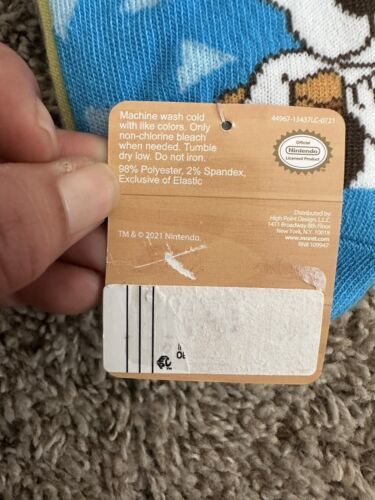 Machine wash cold
with like colors. Only
non-chlorine bleach
when needed. Tumble
dry low. Do not iron.
98% Polyester, 2% Spandex,
Exclusive of Elastic
TM & © 2021 Nintendo.
44967-13437LC-0721
Official
Nintendo
Licensed Product
Distributed by
High Point Design, L.L.C.
1411 Broadway 8th Floor
New York, N.Y. 10018
www.moret.com
RN# 109947